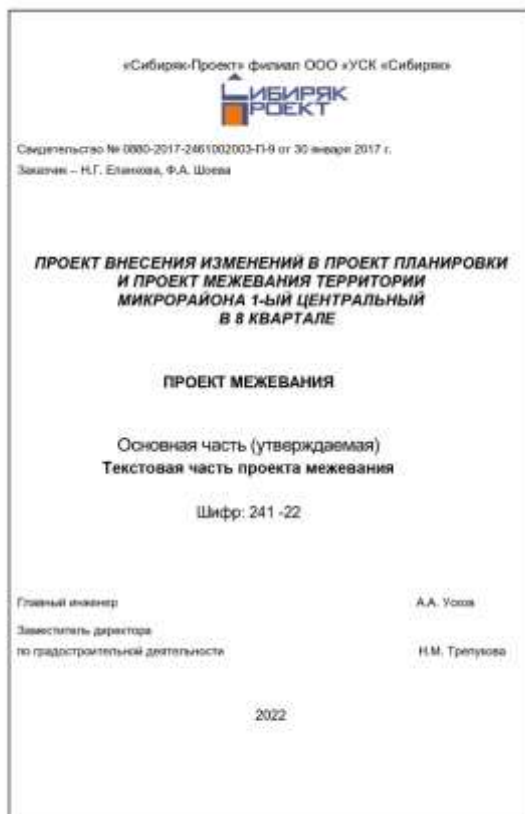 «Сибиряк-Проект» филиал ООО «УСК «Сибиряк»
СИБИРЯК
ПРОЕКТ
Свидетельство № 0880-2017-2461002003-П-9 от 30 января 2017 г.
Заказчик – Н.Г. Еланкова, Ф.А. Шоева
ПРОЕКТ ВНЕСЕНИЯ ИЗМЕНЕНИЙ В ПРОЕКТ ПЛАНИРОВКИ
И ПРОЕКТ МЕЖЕВАНИЯ ТЕРРИТОРИИ
МИКРОРАЙОНА 1-ЫЙ ЦЕНТРАЛЬНЫЙ
В 8 КВАРТАЛЕ
ПРОЕКТ МЕЖЕВАНИЯ
Основная часть (утверждаемая)
Текстовая часть проекта межевания
Шифр: 241 -22
Главный инженер
А.А. Усков
Заместитель директора
по градостроительной деятельности
Н.М. Трепукова
2022